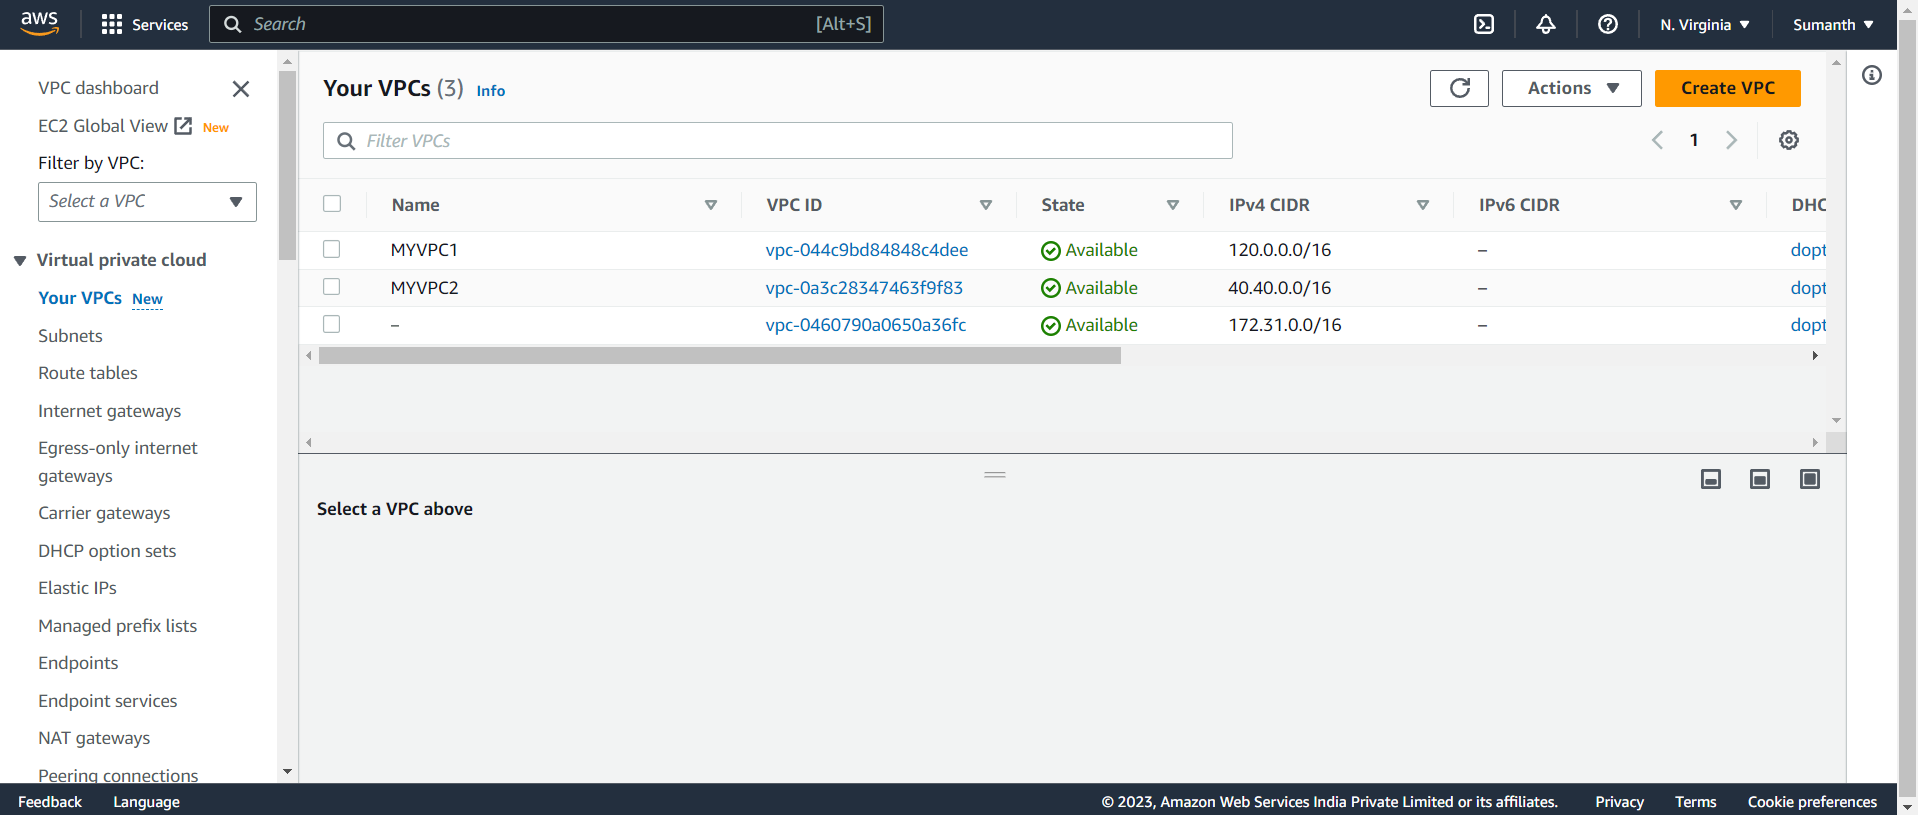 aws
Services
Search [Alt+S]
N. Virginia
Sumanth
VPC dashboard
EC2 Global View New
Filter by VPC:
Select a VPC
Virtual private cloud
Your VPCs New
Subnets
Route tables
Internet gateways
Egress-only internet
gateways
Carrier gateways
DHCP option sets
Elastic IPs
Managed prefix lists
Endpoints
Endpoint services
NAT gateways
Peering connections
Your VPCs (3) Info
Actions
Create VPC
Filter VPCs
1
Name VPC ID State IPv4 CIDR IPv6 CIDR DHC
MYVPC1 vpc-044c9bd84848c4dee Available 120.0.0.0/16 – dopt
MYVPC2 vpc-0a3c28347463f9f83 Available 40.40.0.0/16 – dopt
– vpc-0460790a0650a36fc Available 172.31.0.0/16 – dopt
Select a VPC above
Feedback Language © 2023, Amazon Web Services India Private Limited or its affiliates. Privacy Terms Cookie preferences